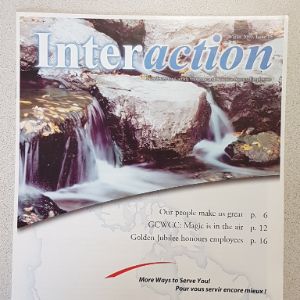 Interaction
Our people make us great p. 6
GCWCC: Magic is in the air p. 12
Golden Jubilee honours employees p. 16
More Ways to Serve You!
Pour vous servir encore mieux !